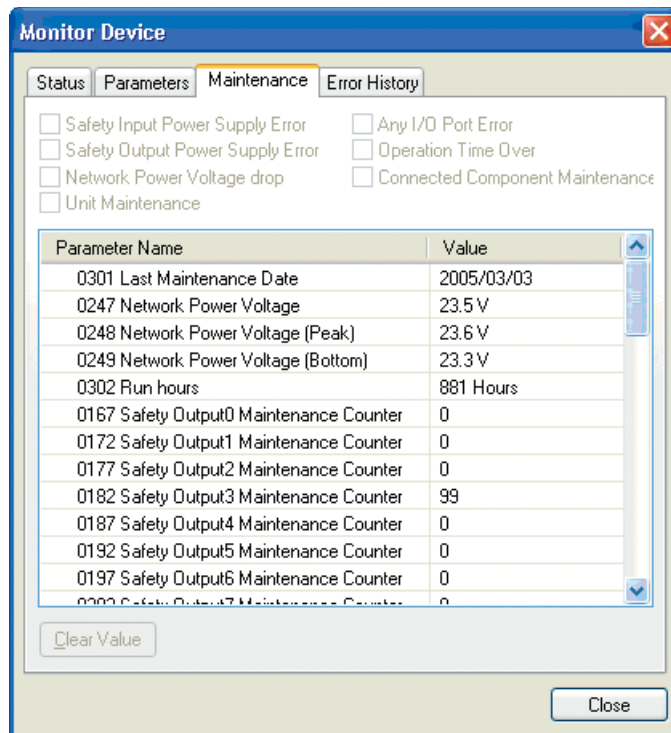 Monitor Device
Status Parameters Maintenance Error History
Safety Input Power Supply Error Any I/O Port Error
Safety Output Power Supply Error Operation Time Over
Network Power Voltage drop Connected Component Maintenance
Unit Maintenance
Parameter Name Value
0301 Last Maintenance Date 2005/03/03
0247 Network Power Voltage 23.5 V
0248 Network Power Voltage (Peak) 23.6 V
0249 Network Power Voltage (Bottom) 23.3 V
0302 Run hours 881 Hours
0167 Safety Output0 Maintenance Counter 0
0172 Safety Output1 Maintenance Counter 0
0177 Safety Output2 Maintenance Counter 0
0182 Safety Output3 Maintenance Counter 99
0187 Safety Output4 Maintenance Counter 0
0192 Safety Output5 Maintenance Counter 0
0197 Safety Output6 Maintenance Counter 0
Safety Output7 Maintenance Counter 0
Clear Value
Close